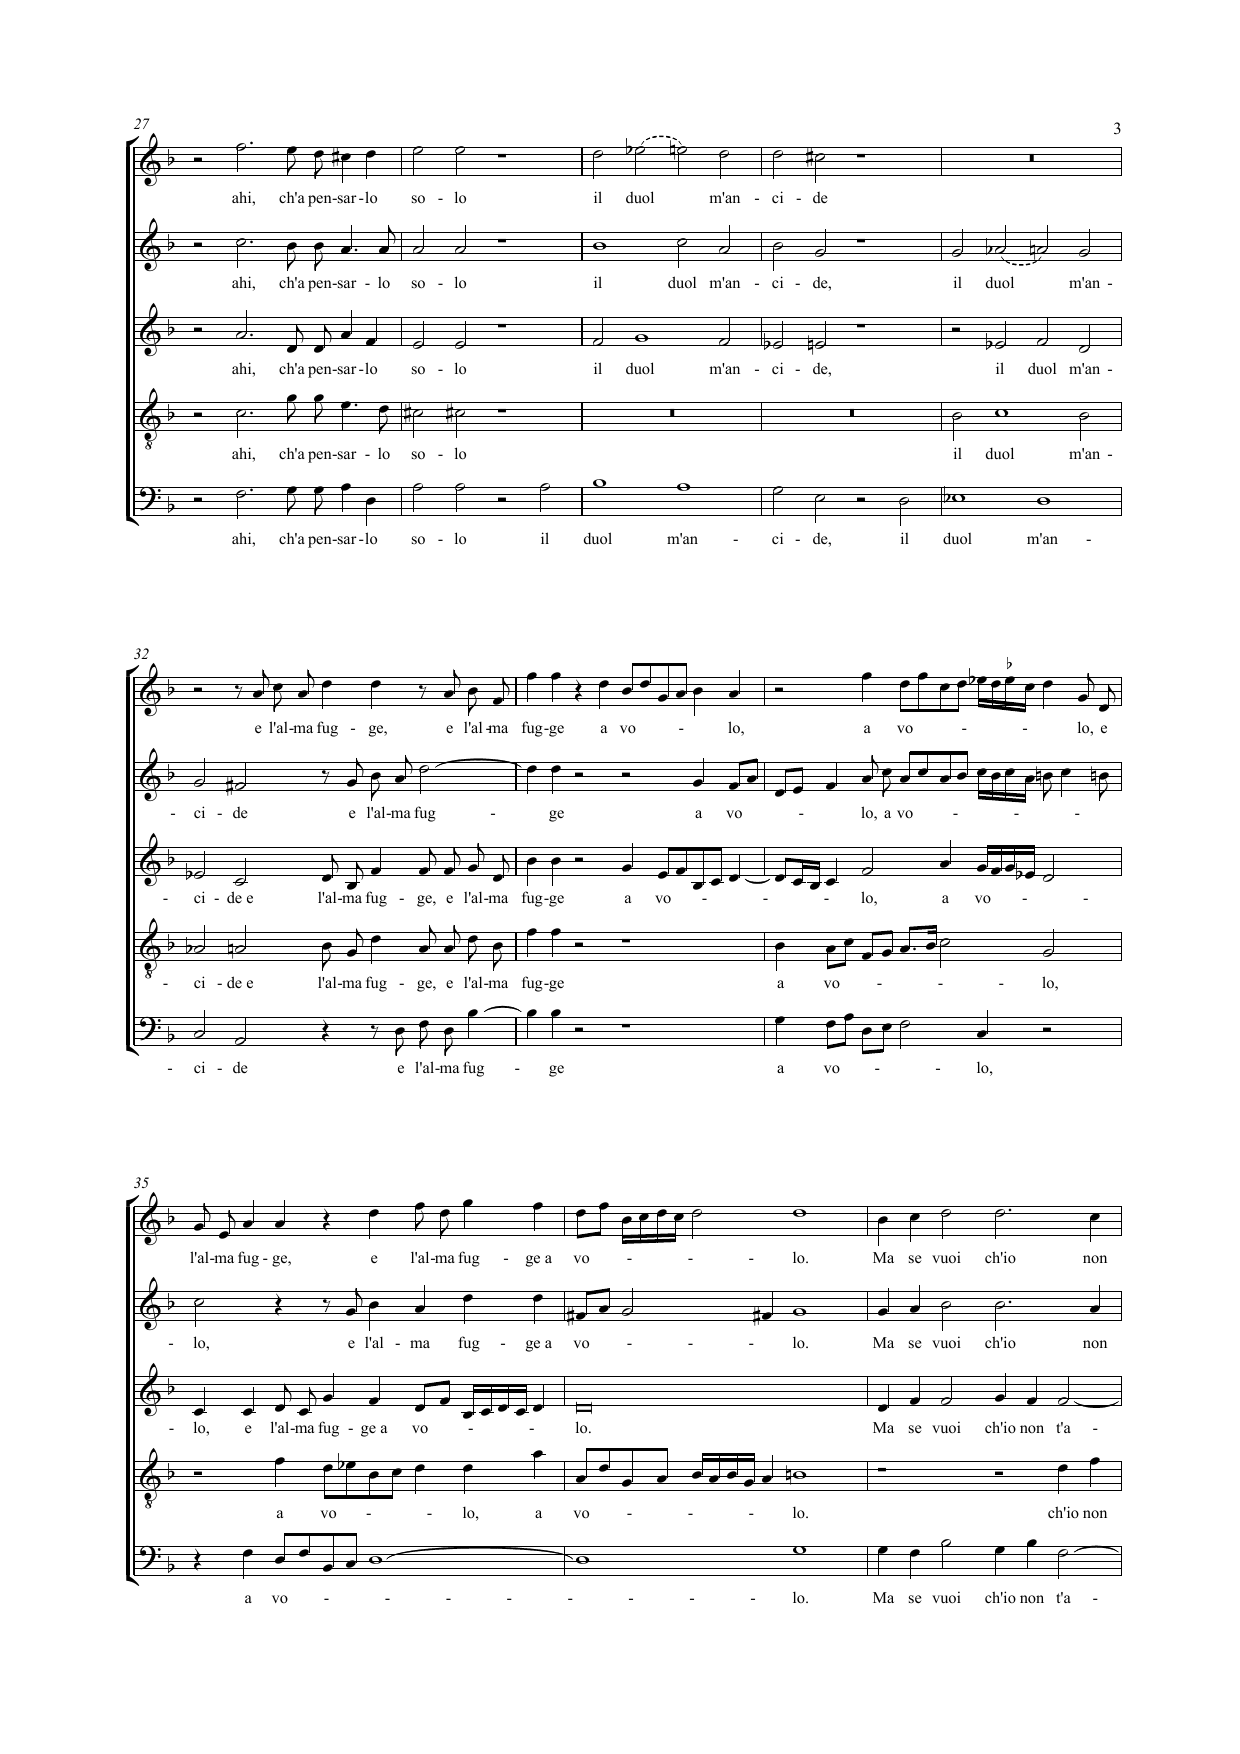 27
3
ahi, ch'a pen-sar-lo so - lo il duol m'an - ci - de
ahi, ch'a pen-sar - lo so - lo il duol m'an - ci - de, il duol m'an -
ahi, ch'a pen-sar-lo so - lo il duol m'an - ci - de, il duol m'an -
8
ahi, ch'a pen-sar - lo so - lo il duol m'an -
ahi, ch'a pen-sar-lo so - lo il duol m'an - ci - de, il duol m'an -
32
e l'al-ma fug - ge, e l'al-ma fug-ge a vo - lo, a vo - - - lo, e
- ci - de e l'al-ma fug - ge a vo - lo, a vo - - - -
- ci - de e l'al-ma fug - ge, e l'al-ma fug-ge a vo - - - lo, a vo - -
8
- ci - de e l'al-ma fug - ge, e l'al-ma fug-ge a vo - - - lo,
- ci - de e l'al-ma fug - ge a vo - - lo,
35
l'al-ma fug - ge, e l'al-ma fug - ge a vo - - - lo. Ma se vuoi ch'io non
- lo, e l'al - ma fug - ge a vo - - - lo. Ma se vuoi ch'io non
- lo, e l'al-ma fug - ge a vo - - - lo. Ma se vuoi ch'io non t'a -
8
a vo - - lo, a vo - - - lo. ch'io non
a vo - - - - - - - - lo. Ma se vuoi ch'io non t'a -